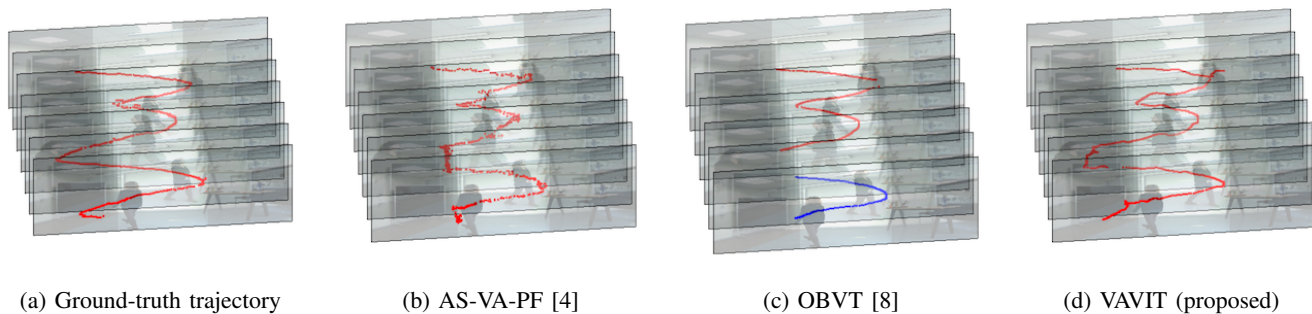 (a) Ground-truth trajectory
(b) AS-VA-PF [4]
(c) OBVT [8]
(d) VAVIT (proposed)